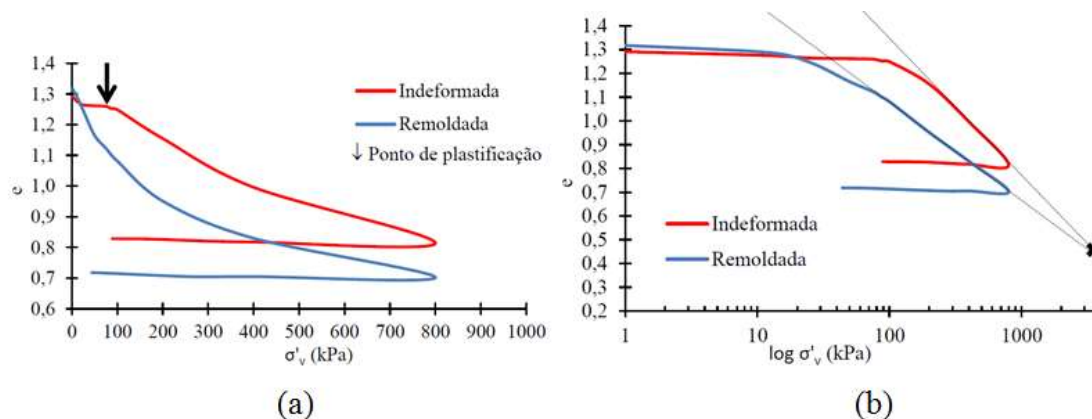 1,4
1,3
1,2
1,1
1,0
0,9
0,8
0,7
0,6
e
0 100 200 300 400 500 600 700 800 900 1000
σ'v (kPa)
Indeformada
Remoldada
↓ Ponto de plastificação
(a)
1,4
1,3
1,2
1,1
1,0
0,9
0,8
0,7
0,6
0,5
0,4
0,3
0,2
e
1 10 100 1000
log σ'v (kPa)
Indeformada
Remoldada
(b)